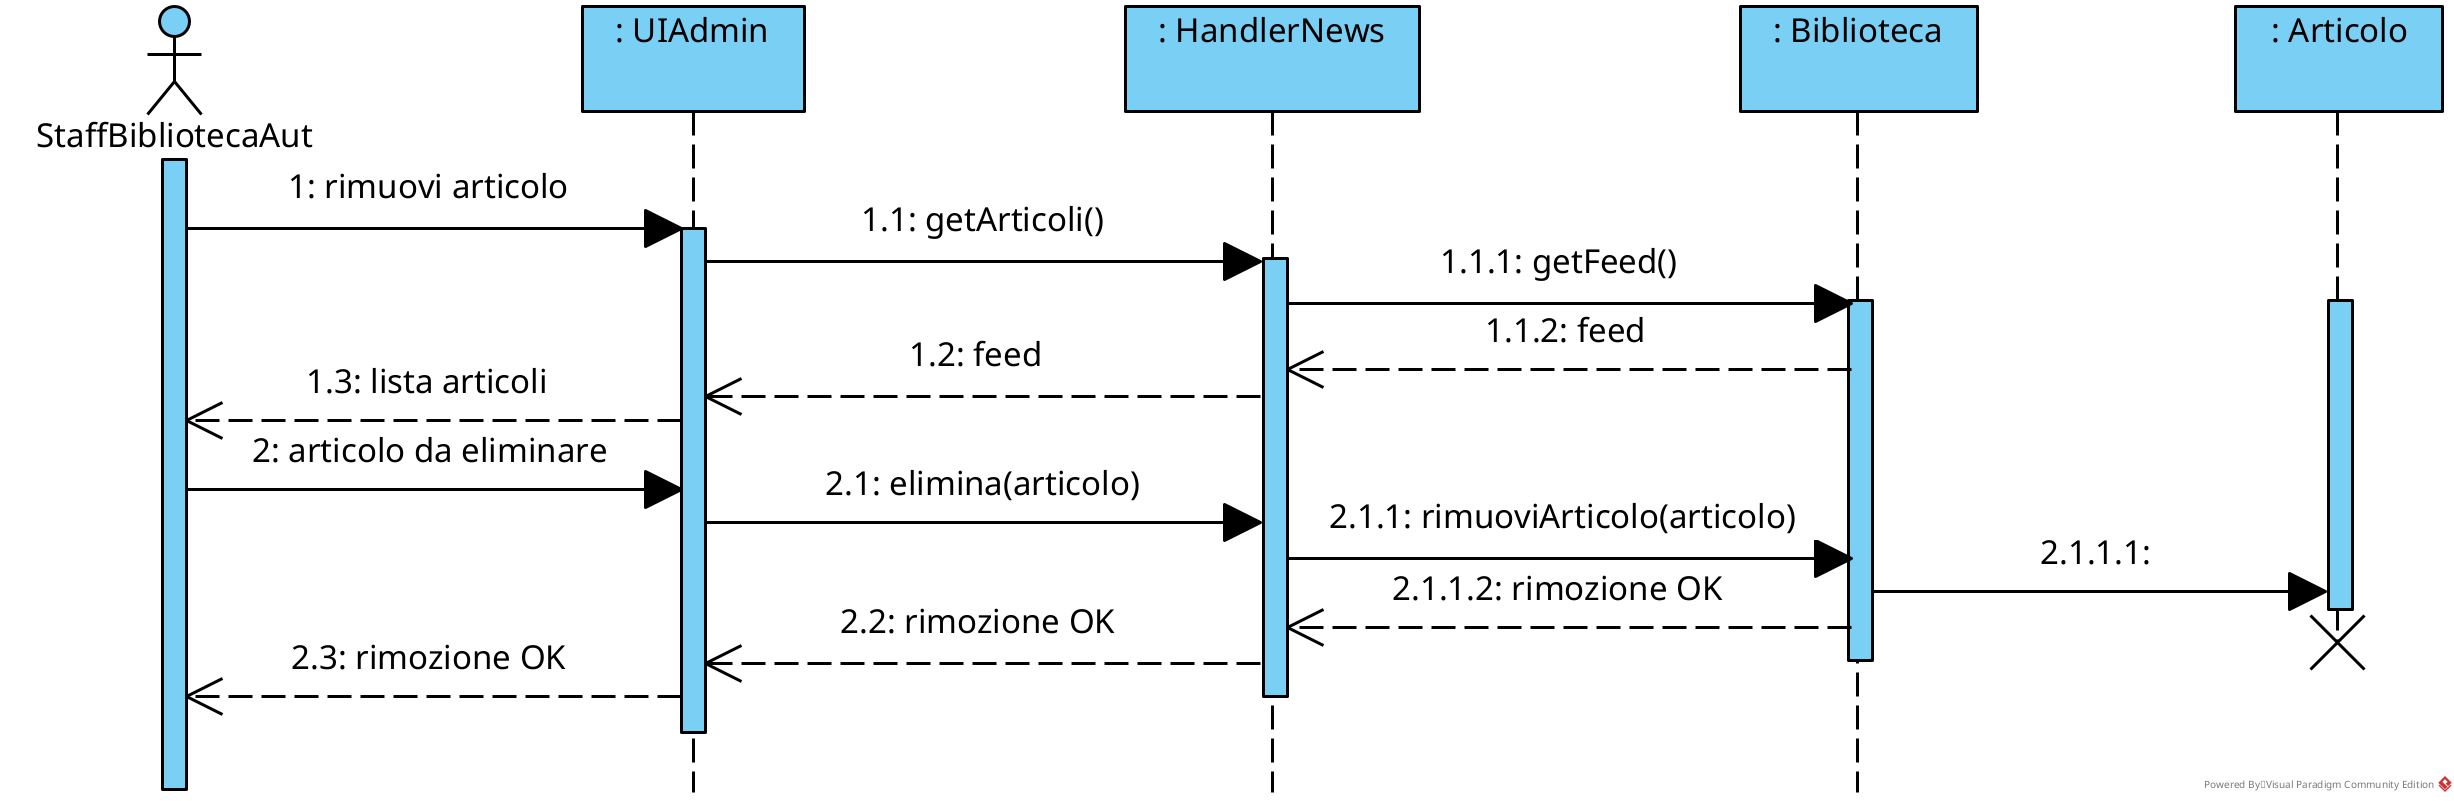 : UIAdmin
: HandlerNews
: Biblioteca
: Articolo
StaffBibliotecaAut
1: rimuovi articolo
1.1: getArticoli()
1.1.1: getFeed()
1.1.2: feed
1.2: feed
1.3: lista articoli
2: articolo da eliminare
2.1: elimina(articolo)
2.1.1: rimuoviArticolo(articolo)
2.1.1.1:
2.1.1.2: rimozione OK
2.2: rimozione OK
2.3: rimozione OK
Powered By Visual Paradigm Community Edition